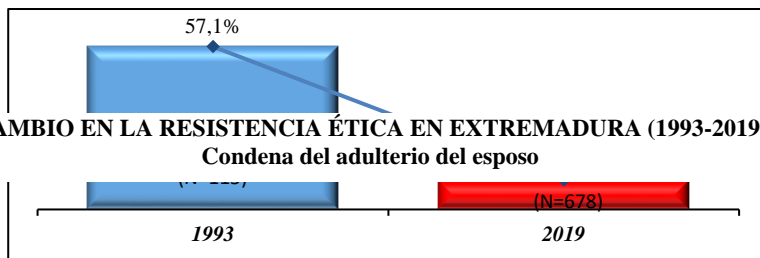 57,1%
AMBIO EN LA RESISTENCIA ÉTICA EN EXTREMADURA (1993-2019
Condena del adulterio del esposo
(N=678)
1993
2019